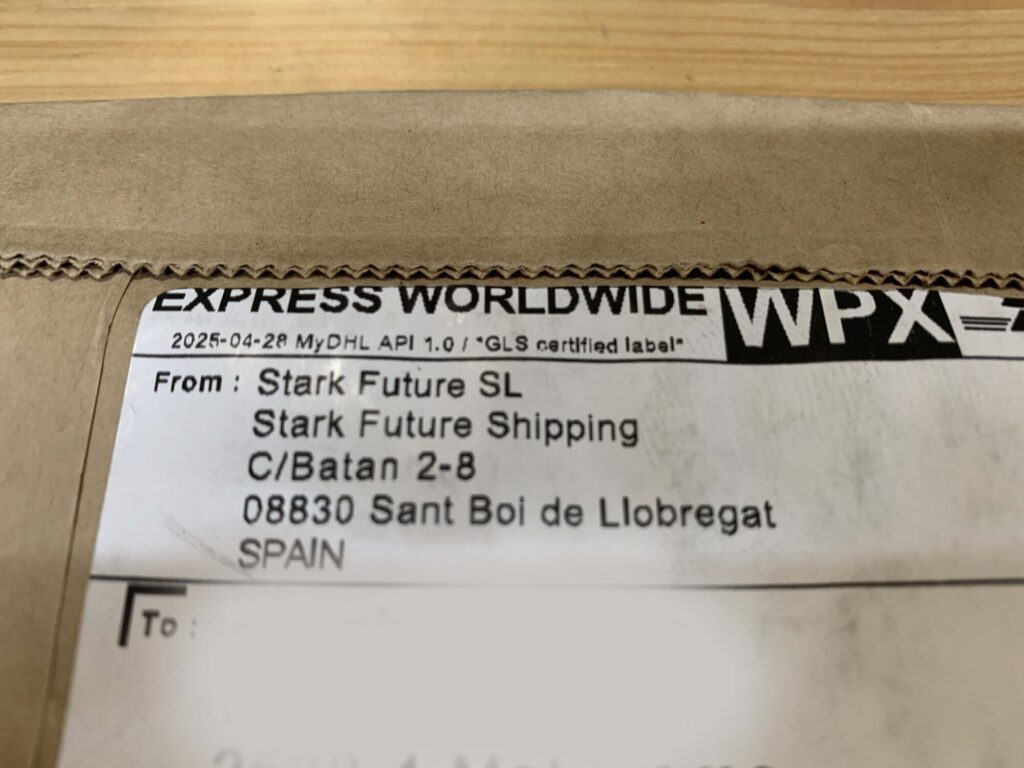 EXPRESS WORLDWIDE WPX
2025-04-28 MyDHL API 1.0 / *GLS certified label*
From : Stark Future SL
Stark Future Shipping
C/Batan 2-8
08830 Sant Boi de Llobregat
SPAIN
To :